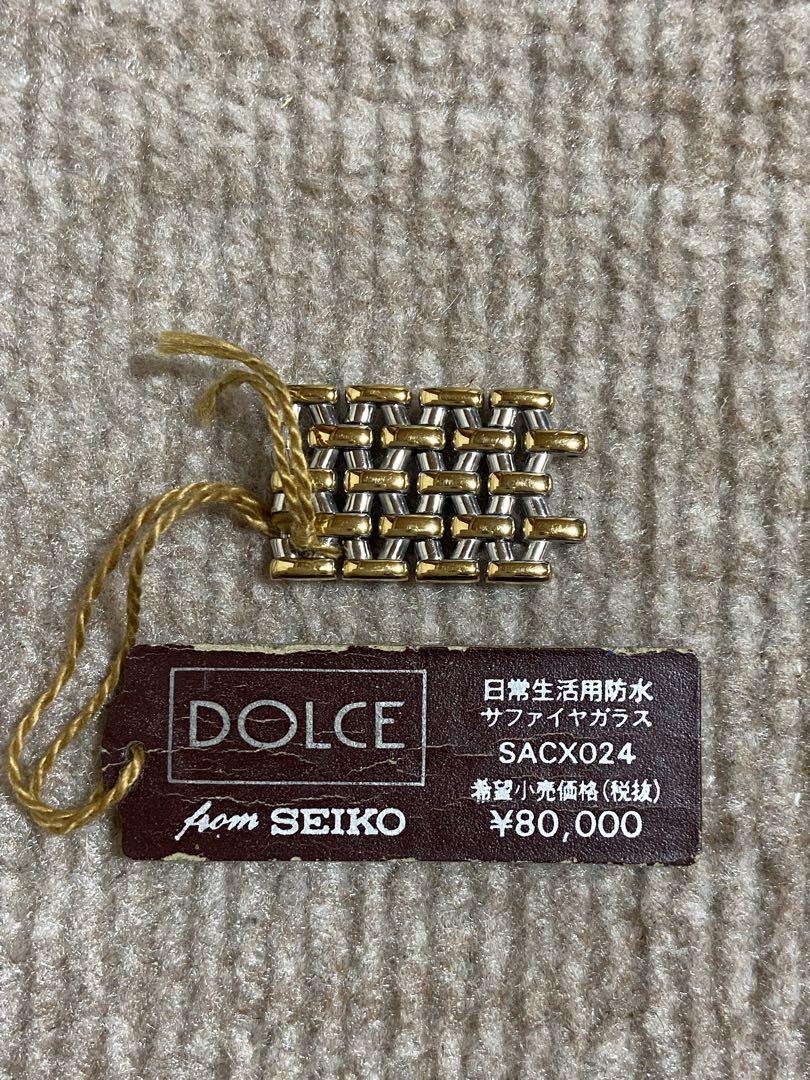 DOLCE
from SEIKO
日常生活用防水
サファイヤガラス
SACX024
希望小売価格(税抜)
¥80,000